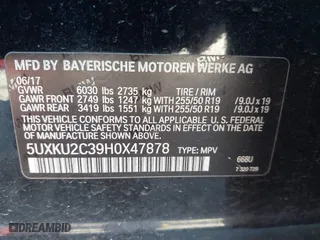 MFD BY BAYERISCHE MOTOREN WERKE AG
06/17
GVWR 6030 lbs 2735 kg TIRE / RIM
GAWR FRONT 2749 lbs 1247 kg WITH 255/50 R19 /9.0J x 19
GAWR REAR 3419 lbs 1551 kg WITH 255/50 R19 /9.0J x 19
THIS VEHICLE CONFORMS TO ALL APPLICABLE
U.S. FEDERAL MOTOR VEHICLE SAFETY STANDARDS
IN EFFECT ON THE DATE OF MANUFACTURE SHOWN ABOVE.
5UXKU2C39H0X47878 TYPE: MPV
668U